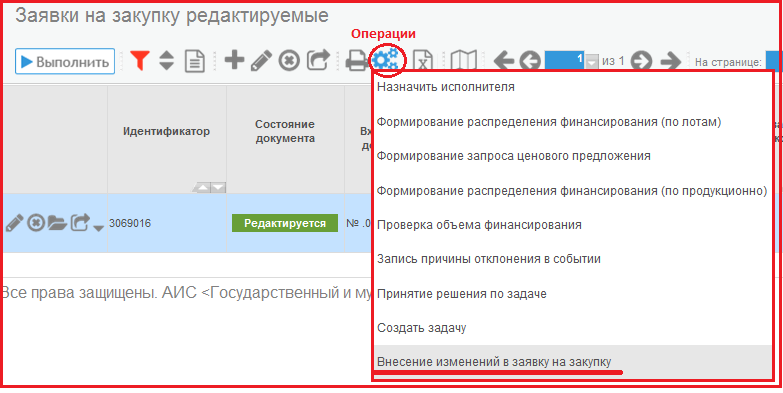 Заявки на закупку редактируемые
Операции
Выполнить
1 из 1
На странице:
Назначить исполнителя
Формирование распределения финансирования (по лотам)
Формирование запроса ценового предложения
Формирование распределения финансирования (по продукционно)
Проверка объема финансирования
Запись причины отклонения в событии
Принятие решения по задаче
Создать задачу
Внесение изменений в заявку на закупку
Идентификатор
Состояние
документа
3069016
Редактируется
№ .0
Все права защищены. АИС <Государственный и